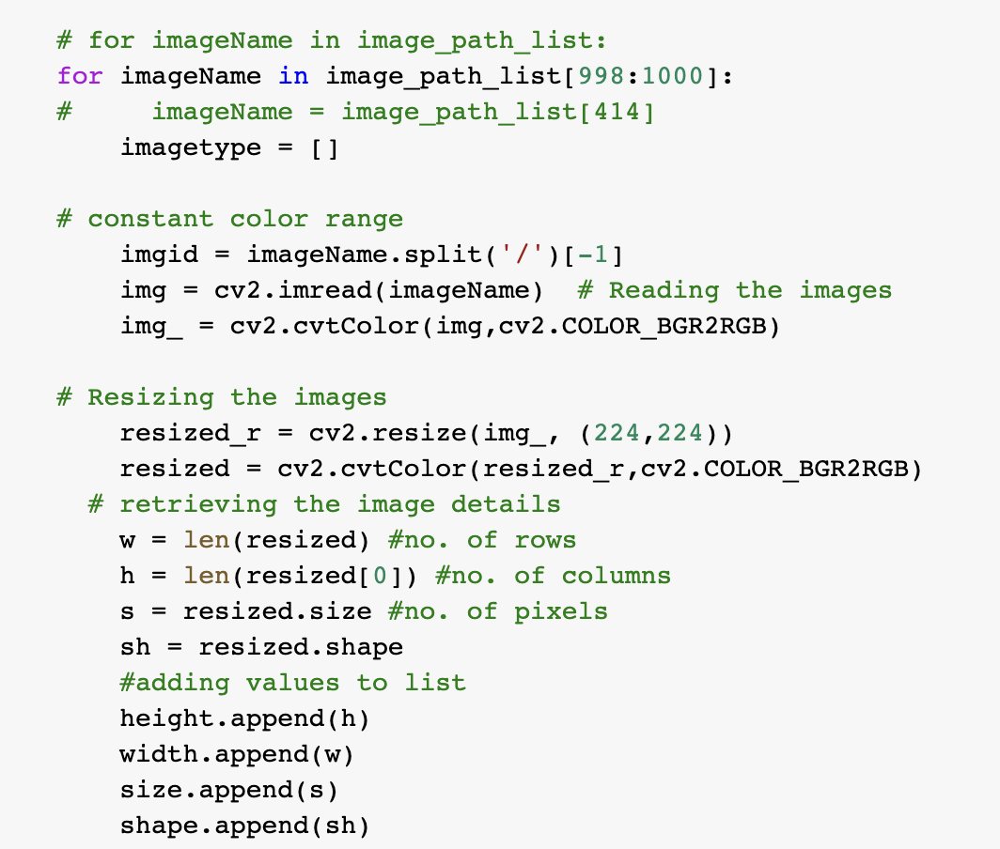 # for imageName in image_path_list:
for imageName in image_path_list[998:1000]:
#     imageName = image_path_list[414]
    imagetype = []
# constant color range
    imgid = imageName.split('/')[-1]
    img = cv2.imread(imageName)  # Reading the images
    img_ = cv2.cvtColor(img,cv2.COLOR_BGR2RGB)
# Resizing the images
    resized_r = cv2.resize(img_, (224,224))
    resized = cv2.cvtColor(resized_r,cv2.COLOR_BGR2RGB)
  # retrieving the image details
    w = len(resized) #no. of rows
    h = len(resized[0]) #no. of columns
    s = resized.size #no. of pixels
    sh = resized.shape
    #adding values to list
    height.append(h)
    width.append(w)
    size.append(s)
    shape.append(sh)